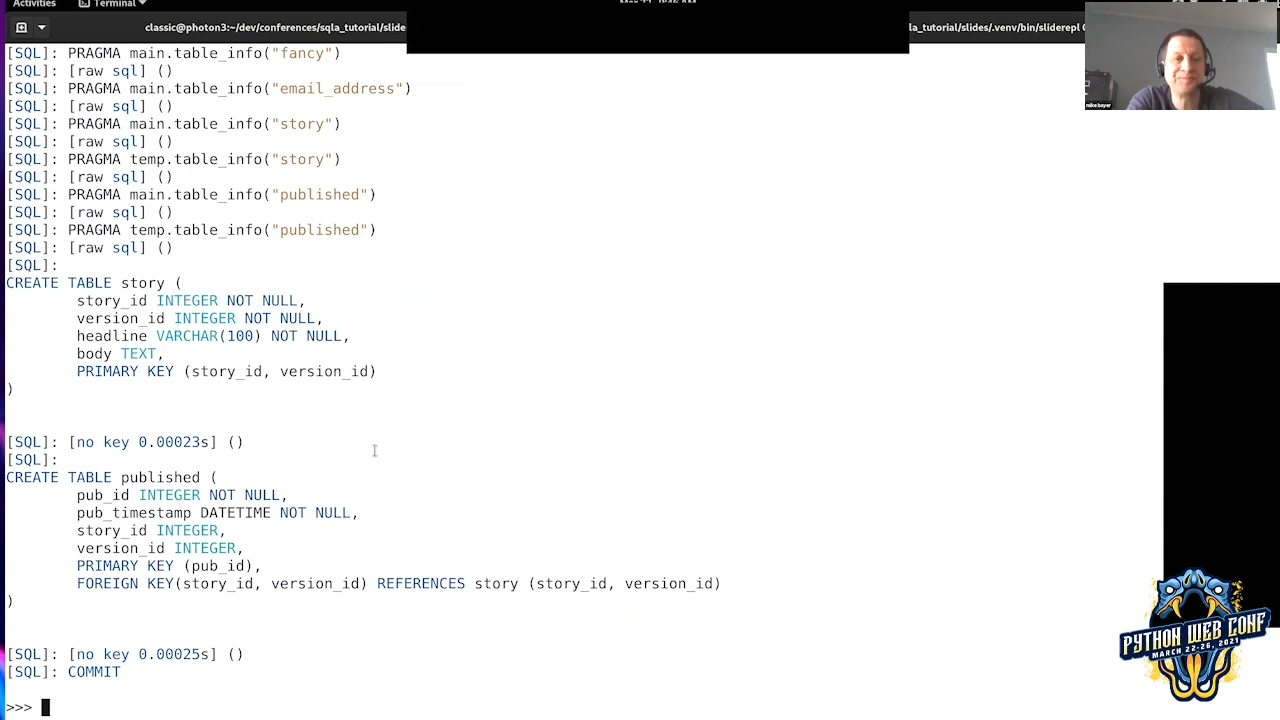 Activities
Terminal
classic@photon3:~/dev/conferences/sqla_tutorial/slide
la_tutorial/slides/.venv/bin/sliderepl
[SQL]: PRAGMA main.table_info("fancy")
[SQL]: [raw sql] ()
[SQL]: PRAGMA main.table_info("email_address")
[SQL]: [raw sql] ()
[SQL]: PRAGMA main.table_info("story")
[SQL]: [raw sql] ()
[SQL]: PRAGMA temp.table_info("story")
[SQL]: [raw sql] ()
[SQL]: PRAGMA main.table_info("published")
[SQL]: [raw sql] ()
[SQL]: PRAGMA temp.table_info("published")
[SQL]: [raw sql] ()
[SQL]:
CREATE TABLE story (
story_id INTEGER NOT NULL,
version_id INTEGER NOT NULL,
headline VARCHAR(100) NOT NULL,
body TEXT,
PRIMARY KEY (story_id, version_id)
)
[SQL]: [no key 0.00023s] ()
[SQL]:
CREATE TABLE published (
pub_id INTEGER NOT NULL,
pub_timestamp DATETIME NOT NULL,
story_id INTEGER,
version_id INTEGER,
PRIMARY KEY (pub_id),
FOREIGN KEY(story_id, version_id) REFERENCES story (story_id, version_id)
)
[SQL]: [no key 0.00025s] ()
[SQL]: COMMIT
>>>
mike bayer
PYTHON WEB CONF
MARCH 22-26, 2021